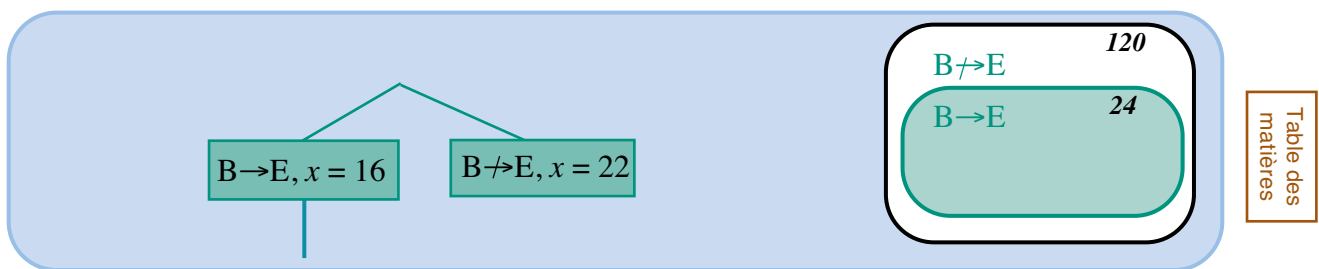 120
B↛E
24
B→E
B→E, x = 16
B↛E, x = 22
Table des
matières